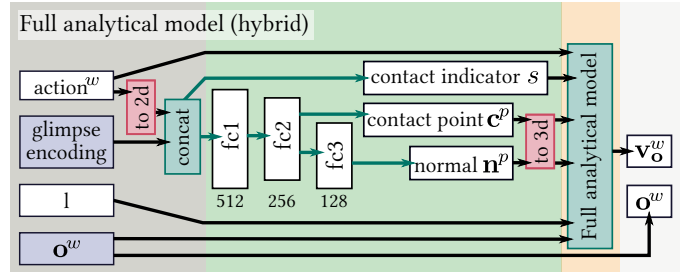 Full analytical model (hybrid)
action^w
to 2d
glimpse
encoding
concat
l
o^w
fc1
512
fc2
256
fc3
128
contact indicator s
contact point c^p
normal n^p
to 3d
Full analytical model
v_o^w
o^w